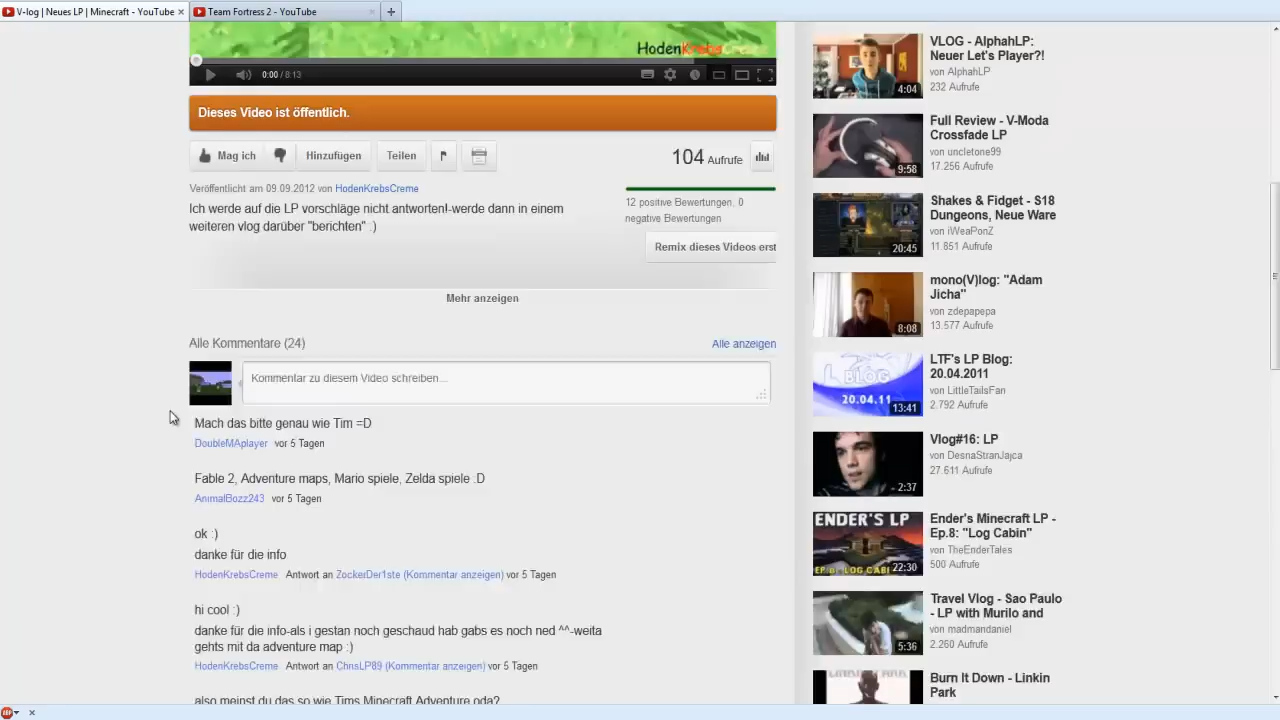 V-log | Neues LP | Minecraft - YouTube
Team Fortress 2 - YouTube
HodenKrebsCreme
0:00 / 8:13
Dieses Video ist öffentlich.
Mag ich
Hinzufügen
Teilen
104 Aufrufe
Veröffentlicht am 09.09.2012 von HodenKrebsCreme
Ich werde auf die LP vorschläge nicht antworten!-werde dann in einem
weiteren vlog darüber "berichten" :)
12 positive Bewertungen, 0
negative Bewertungen
Remix dieses Videos erst
Mehr anzeigen
Alle Kommentare (24)
Alle anzeigen
Kommentar zu diesem Video schreiben...
Mach das bitte genau wie Tim =D
DoubleMAplayer vor 5 Tagen
Fable 2, Adventure maps, Mario spiele, Zelda spiele :D
AnimalBozz243 vor 5 Tagen
ok :)
danke für die info
HodenKrebsCreme Antwort an ZockerDer1ste (Kommentar anzeigen) vor 5 Tagen
hi cool :)
danke für die info-als i gestan noch geschaud hab gabs es noch ned ^^-weita
gehts mit da adventure map :)
HodenKrebsCreme Antwort an ChrisLP89 (Kommentar anzeigen) vor 5 Tagen
also meinst du das so wie Tims Minecraft Adventure oda?
VLOG - AlphahLP:
Neuer Let's Player?!
von AlphahLP
232 Aufrufe
4:04
Full Review - V-Moda
Crossfade LP
von uncletone99
17.256 Aufrufe
9:58
Shakes & Fidget - S18
Dungeons, Neue Ware
von iWeaPonZ
11.851 Aufrufe
20:45
mono(V)log: "Adam
Jicha"
von zdepapepa
13.577 Aufrufe
8:08
LTF's LP Blog:
20.04.2011
von LittleTailsFan
2.792 Aufrufe
BLOG
20.04.11
13:41
Vlog#16: LP
von DesnaStranJajca
27.611 Aufrufe
2:37
Ender's Minecraft LP -
Ep.8: "Log Cabin"
von TheEnderTales
500 Aufrufe
ENDER'S LP
EP.8: LOG CABI
22:30
Travel Vlog - Sao Paulo
- LP with Murilo and
von madmandaniel
2.260 Aufrufe
5:36
Burn It Down - Linkin
Park
LINKIN PARK
ABP